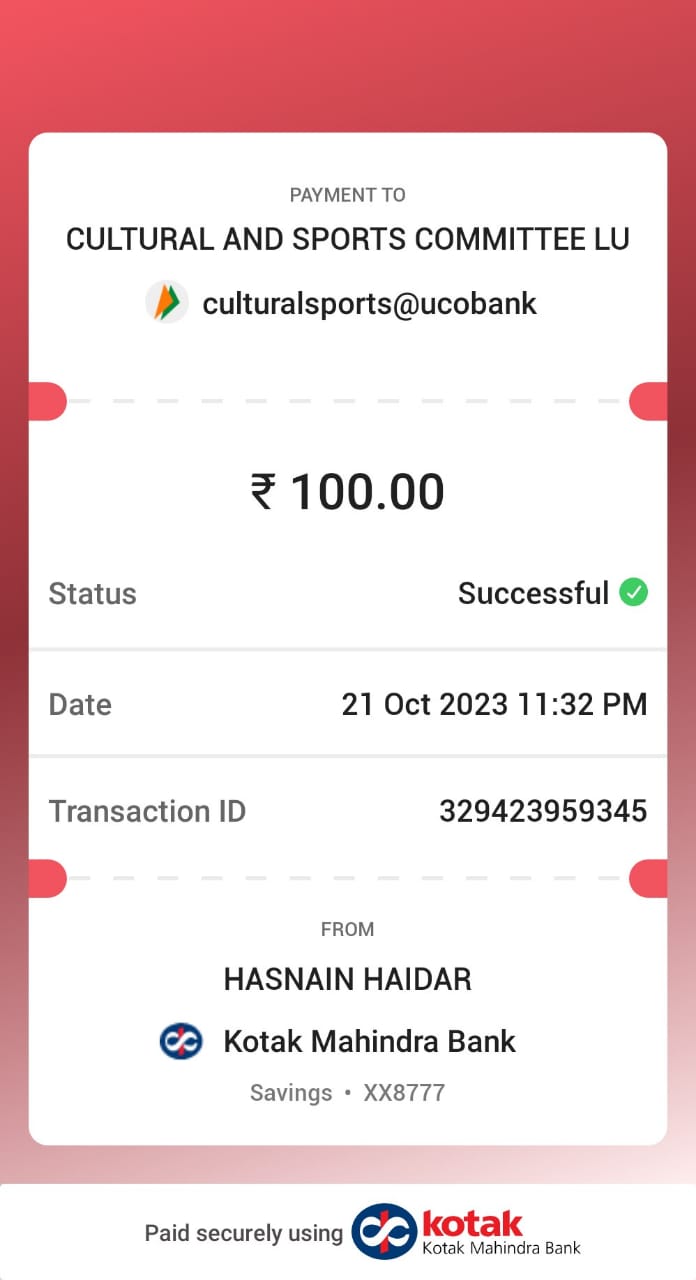 PAYMENT TO
CULTURAL AND SPORTS COMMITTEE LU
culturalsports@ucobank
₹ 100.00
Status Successful
Date 21 Oct 2023 11:32 PM
Transaction ID 329423959345
FROM
HASNAIN HAIDAR
Kotak Mahindra Bank
Savings • XX8777
Paid securely using kotak
Kotak Mahindra Bank